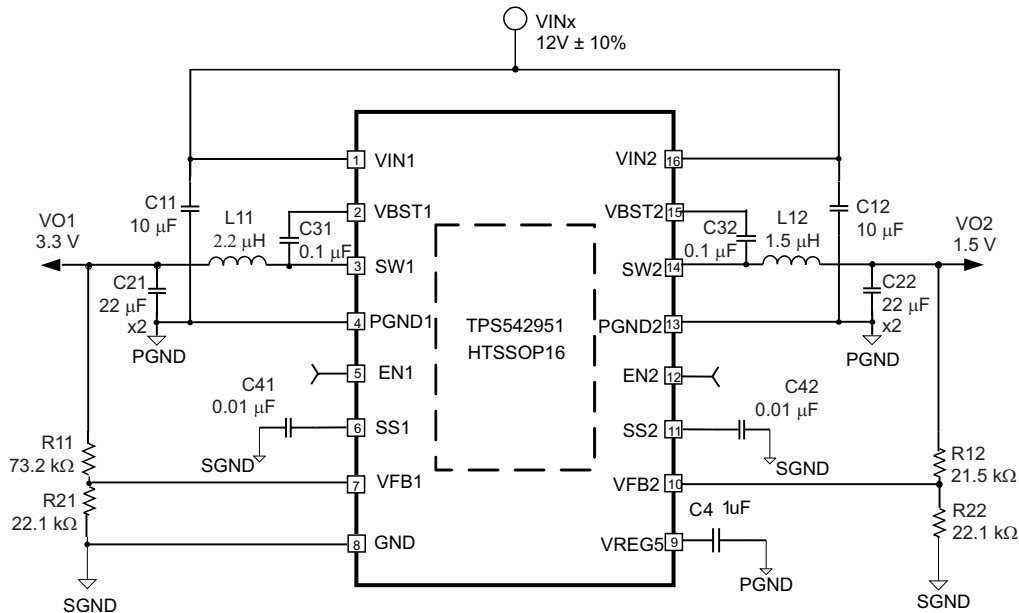 VINx
12V ± 10%
1
VIN1
VIN2
16
C11
10 µF
2
VBST1
VBST2
15
C12
10 µF
VO1
3.3 V
L11
2.2 µH
C31
0.1 µF
C32
0.1 µF
L12
1.5 µH
VO2
1.5 V
3
SW1
SW2
14
C21
22 µF
x2
C22
22 µF
x2
4
PGND1
PGND2
13
PGND
PGND
TPS542951
HTSSOP16
5
EN1
EN2
12
C41
0.01 µF
C42
0.01 µF
6
SS1
SS2
11
SGND
SGND
R11
73.2 kΩ
R12
21.5 kΩ
7
VFB1
VFB2
10
R21
22.1 kΩ
R22
22.1 kΩ
C4 1uF
8
GND
VREG5
9
SGND
PGND
SGND